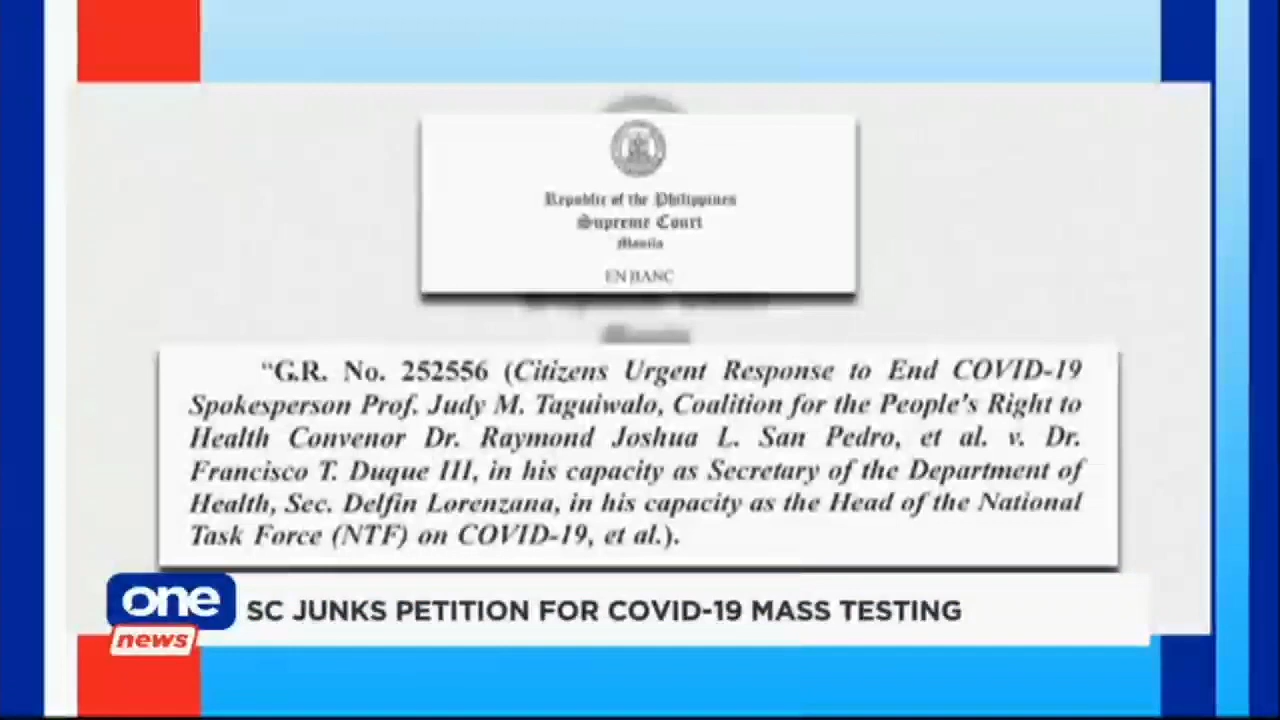 Republic of the Philippines
Supreme Court
Manila
EN BANC
“G.R. No. 252556 (Citizens Urgent Response to End COVID-19
Spokesperson Prof. Judy M. Taguiwalo, Coalition for the People's Right to
Health Convenor Dr. Raymond Joshua L. San Pedro, et al. v. Dr.
Francisco T. Duque III, in his capacity as Secretary of the Department of
Health, Sec. Delfin Lorenzana, in his capacity as the Head of the National
Task Force (NTF) on COVID-19, et al.).
one
news
SC JUNKS PETITION FOR COVID-19 MASS TESTING